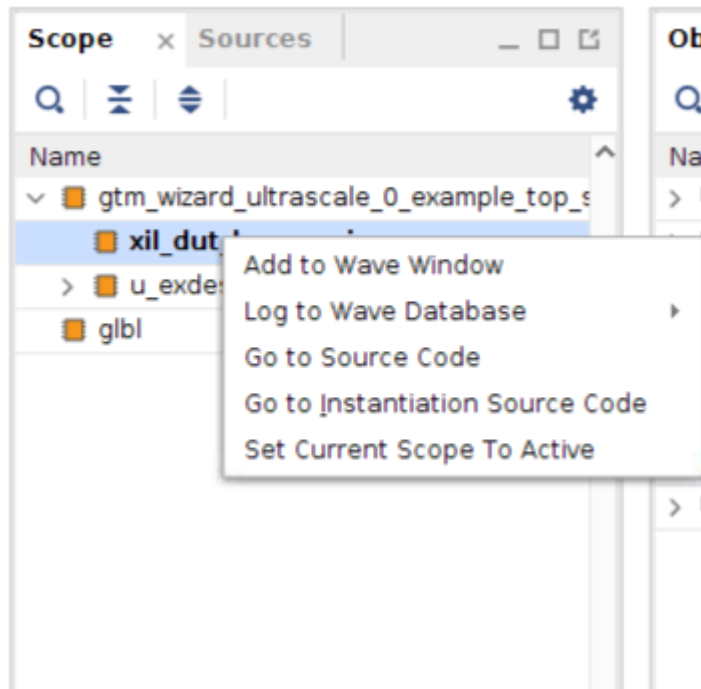 Scope Sources
Ob
Name
Na
gtm_wizard_ultrascale_0_example_top_s
xil_dut_
u_exdes
glbl
Add to Wave Window
Log to Wave Database
Go to Source Code
Go to Instantiation Source Code
Set Current Scope To Active